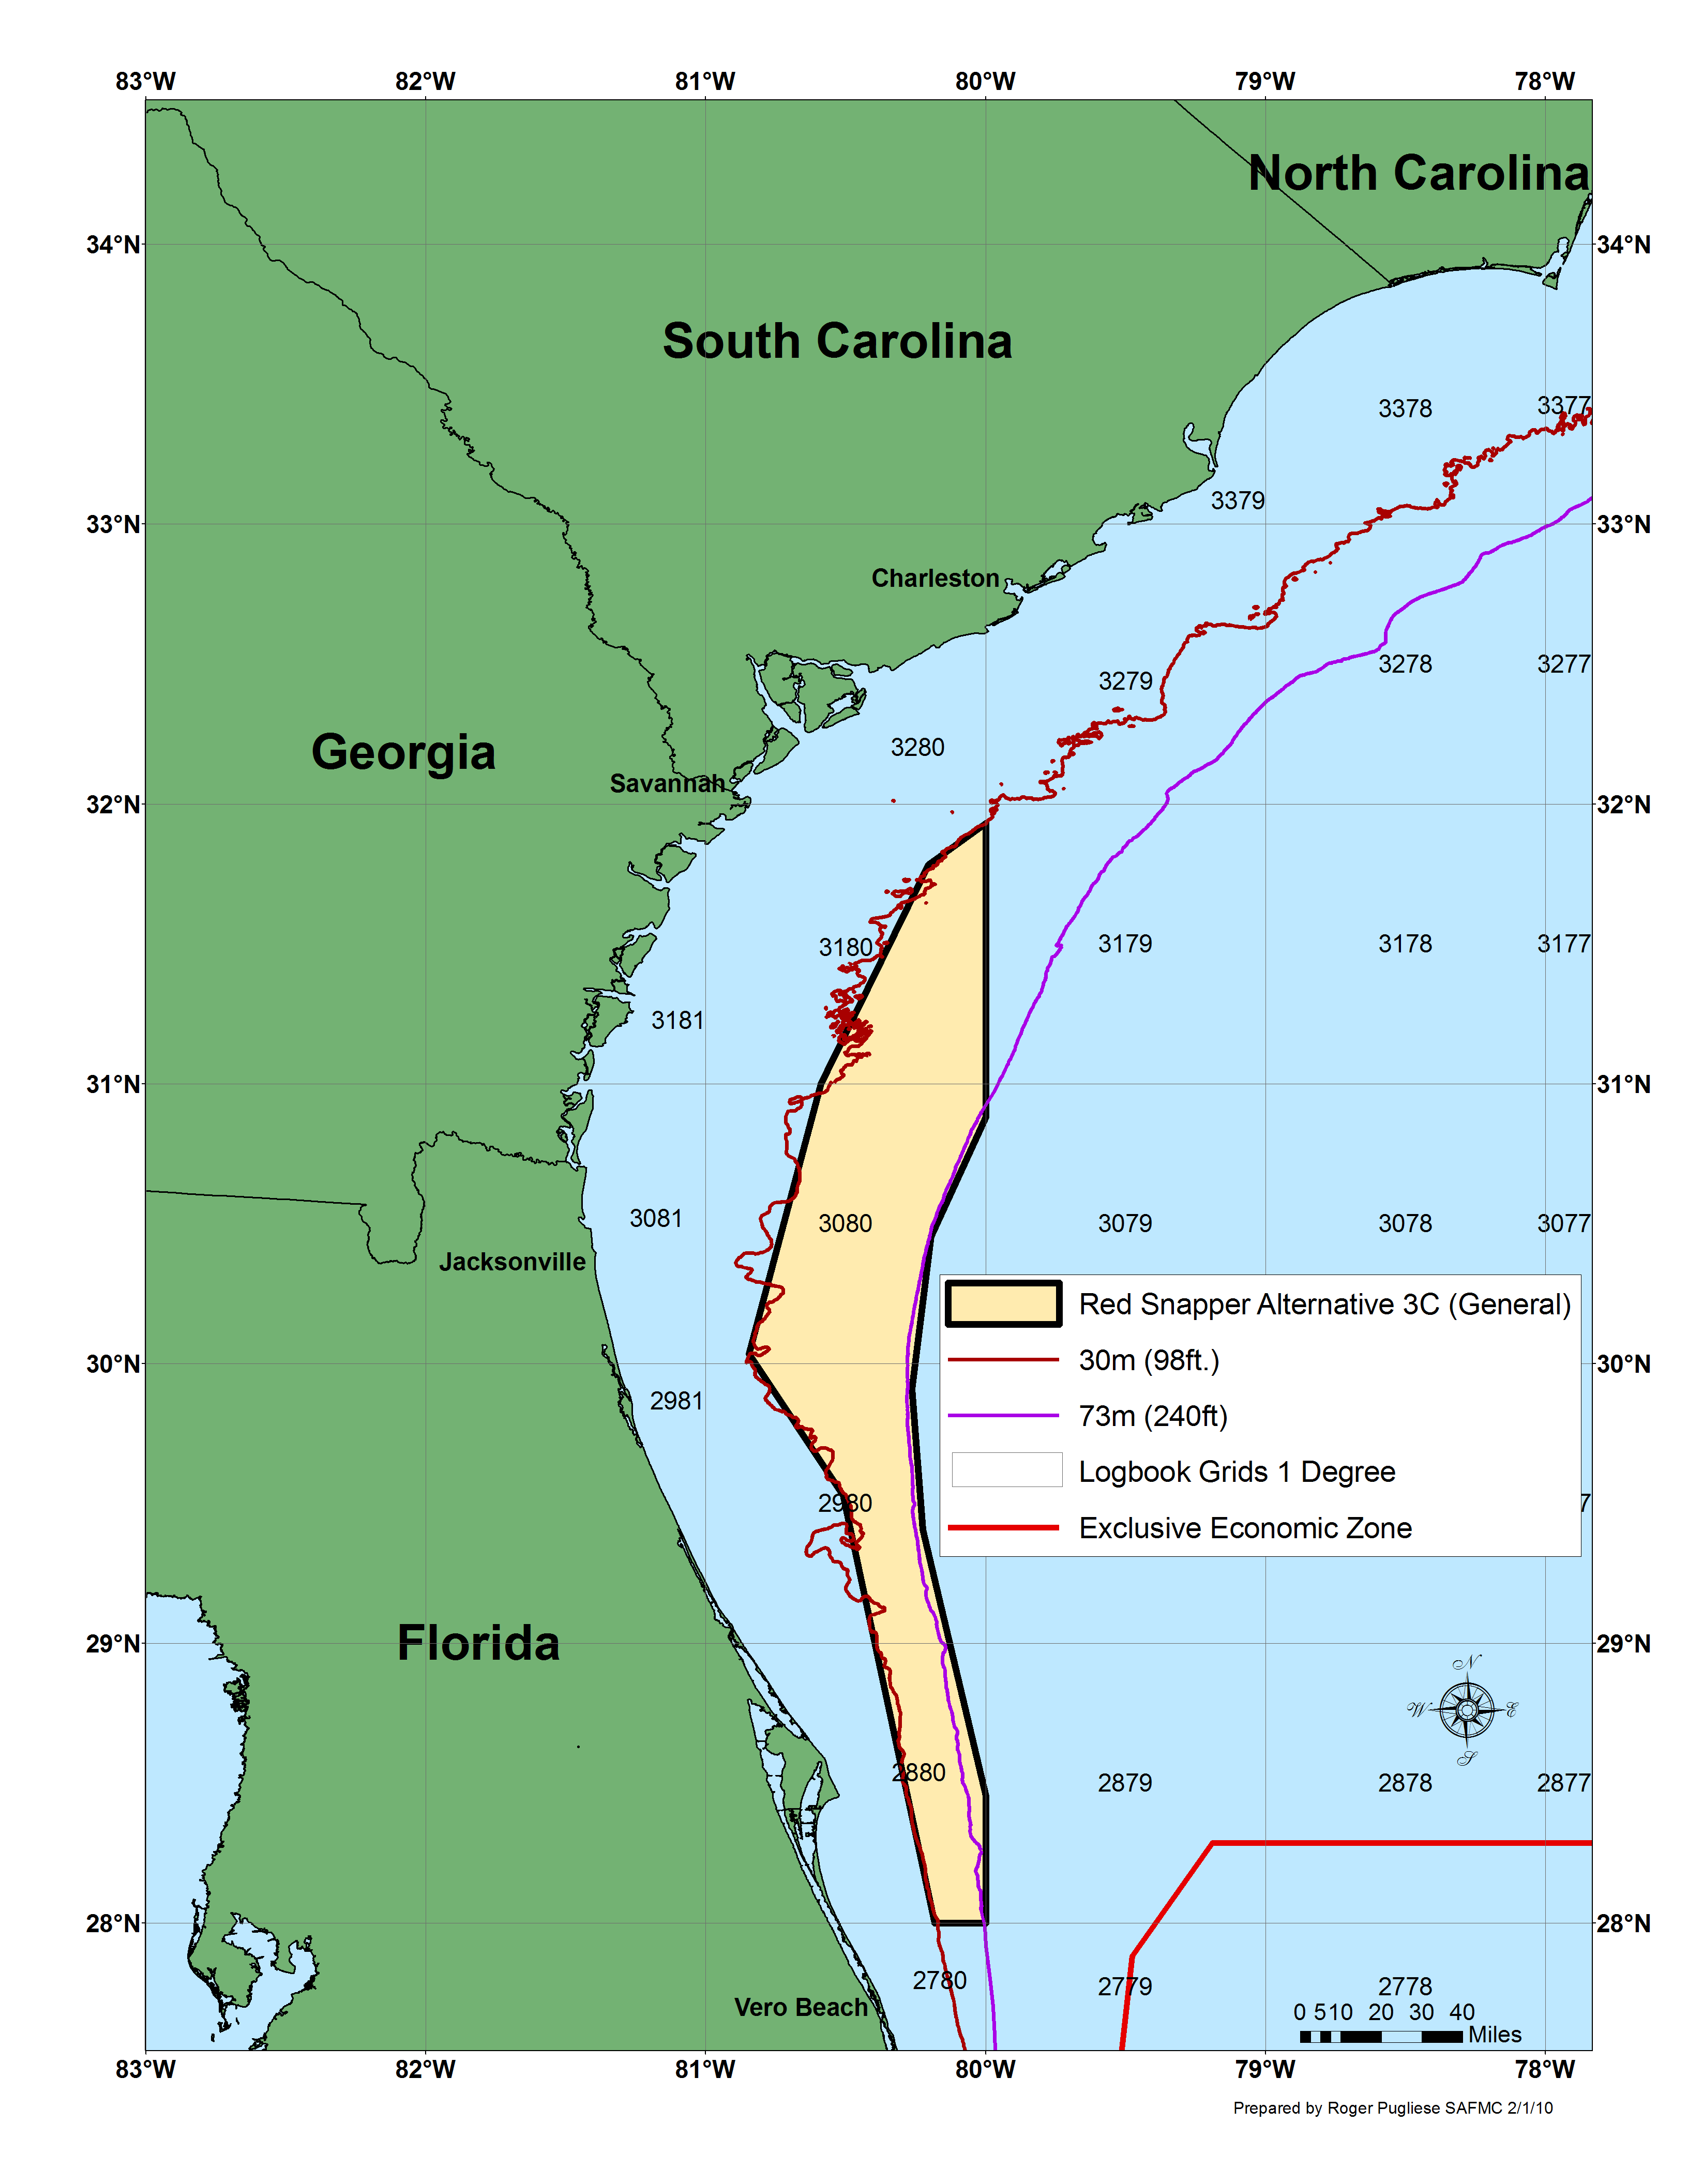 83°W 82°W 81°W 80°W 79°W 78°W
North Carolina
34°N 34°N
South Carolina
3378 3377
3379
33°N 33°N
Charleston
3278 3277
3279
Georgia
3280
Savannah
32°N 32°N
3180 3179 3178 3177
3181
31°N 31°N
3081 3080 3079 3078 3077
Jacksonville
Red Snapper Alternative 3C (General)
30m (98ft.)
30°N 30°N
2981
73m (240ft)
Logbook Grids 1 Degree
2980 7
Exclusive Economic Zone
Florida
29°N 29°N
N
W E
S
2880 2879 2878 2877
28°N 28°N
2780 2779 2778
Vero Beach
0 5 10 20 30 40
Miles
83°W 82°W 81°W 80°W 79°W 78°W
Prepared by Roger Pugliese SAFMC 2/1/10